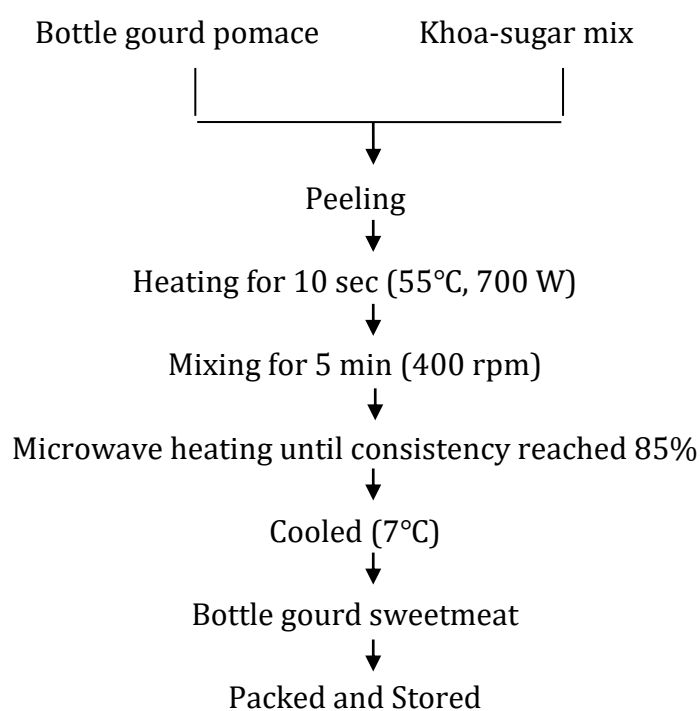 Bottle gourd pomace
Khoa-sugar mix
Peeling
Heating for 10 sec (55°C, 700 W)
Mixing for 5 min (400 rpm)
Microwave heating until consistency reached 85%
Cooled (7°C)
Bottle gourd sweetmeat
Packed and Stored